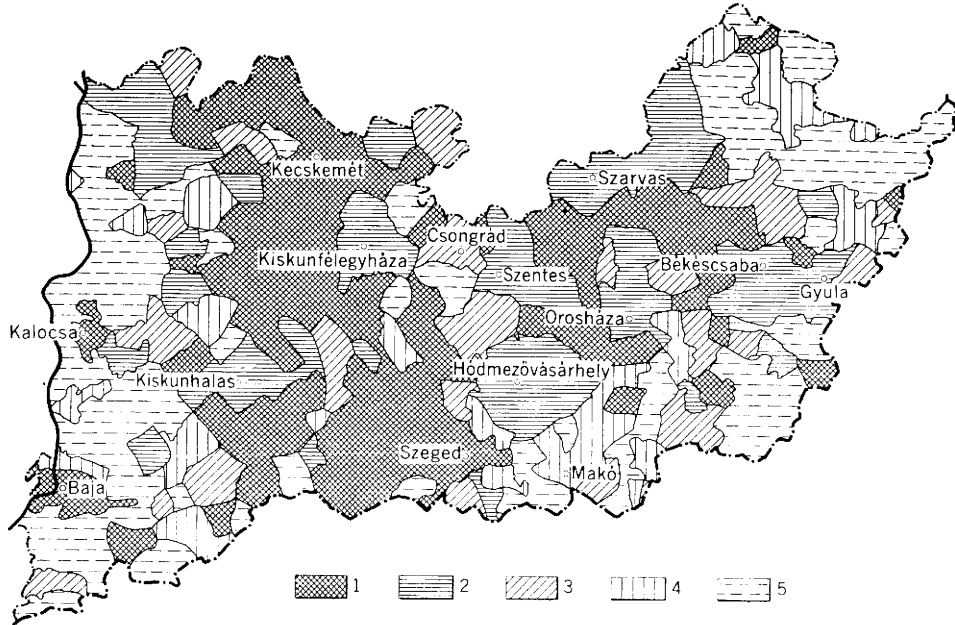 Kecskemét
Szarvas
Csongrád
Kiskunfélegyháza
Szentes
Békéscsaba
Gyula
Kalocsa
Orosháza
Kiskunhalas
Hódmezővásárhely
Szeged
Makó
Baja
1 2 3 4 5